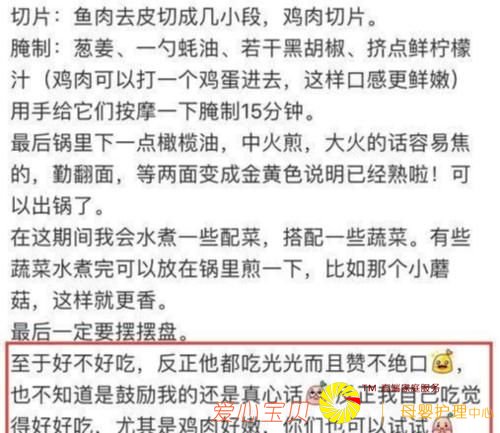 切片：鱼肉去皮切成几小段，鸡肉切片。
腌制：葱姜、一勺蚝油、若干黑胡椒、挤点鲜柠檬
汁（鸡肉可以打一个鸡蛋进去，这样口感更鲜嫩）
用手给它们按摩一下腌制15分钟。
最后锅里下一点橄榄油，中火煎，大火的话容易焦
的，勤翻面，等两面变成金黄色说明已经熟啦！可
以出锅了。
在这期间我会水煮一些配菜，搭配一些蔬菜。有些
蔬菜水煮完可以放在锅里煎一下，比如那个小蘑
菇，这样就更香。
最后一定要摆摆盘。
至于好不好吃，反正他都吃光光而且赞不绝口，
也不知道是鼓励我的还是真心话 正我自己吃觉
得好好吃，尤其是鸡肉好嫩，你们也可以试试
爱心宝贝 TM 家庭服务
母婴护理中心